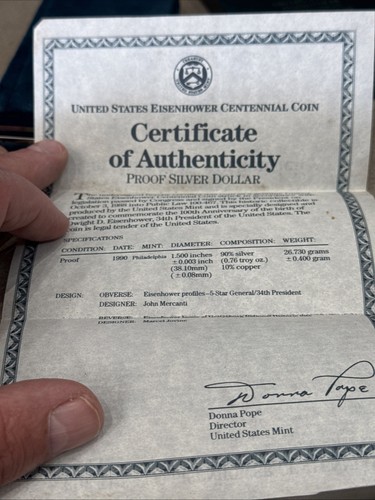 UNITED STATES EISENHOWER CENTENNIAL COIN
Certificate
of Authenticity
PROOF SILVER DOLLAR
October 3, 1988 into Public Law 100-467. This historic collectible is
produced by the United States Mint and is specially designed and
created to commemorate the 100th Anniversary of the birth of
Dwight D. Eisenhower, 34th President of the United States. The
coin is legal tender of the United States.
SPECIFICATIONS
CONDITION: DATE: MINT: DIAMETER: COMPOSITION: WEIGHT:
Proof 1990 Philadelphia 1.500 inches 90% silver 26.730 grams
± 0.003 inch (0.76 troy oz.) ± 0.400 gram
(38.10mm) 10% copper
(± 0.08mm)
DESIGN: OBVERSE: Eisenhower profiles–5-Star General/34th President
DESIGNER: John Mercanti
REVERSE:
DESIGNER: Marcel Jovine
Donna Pope
Donna Pope
Director
United States Mint